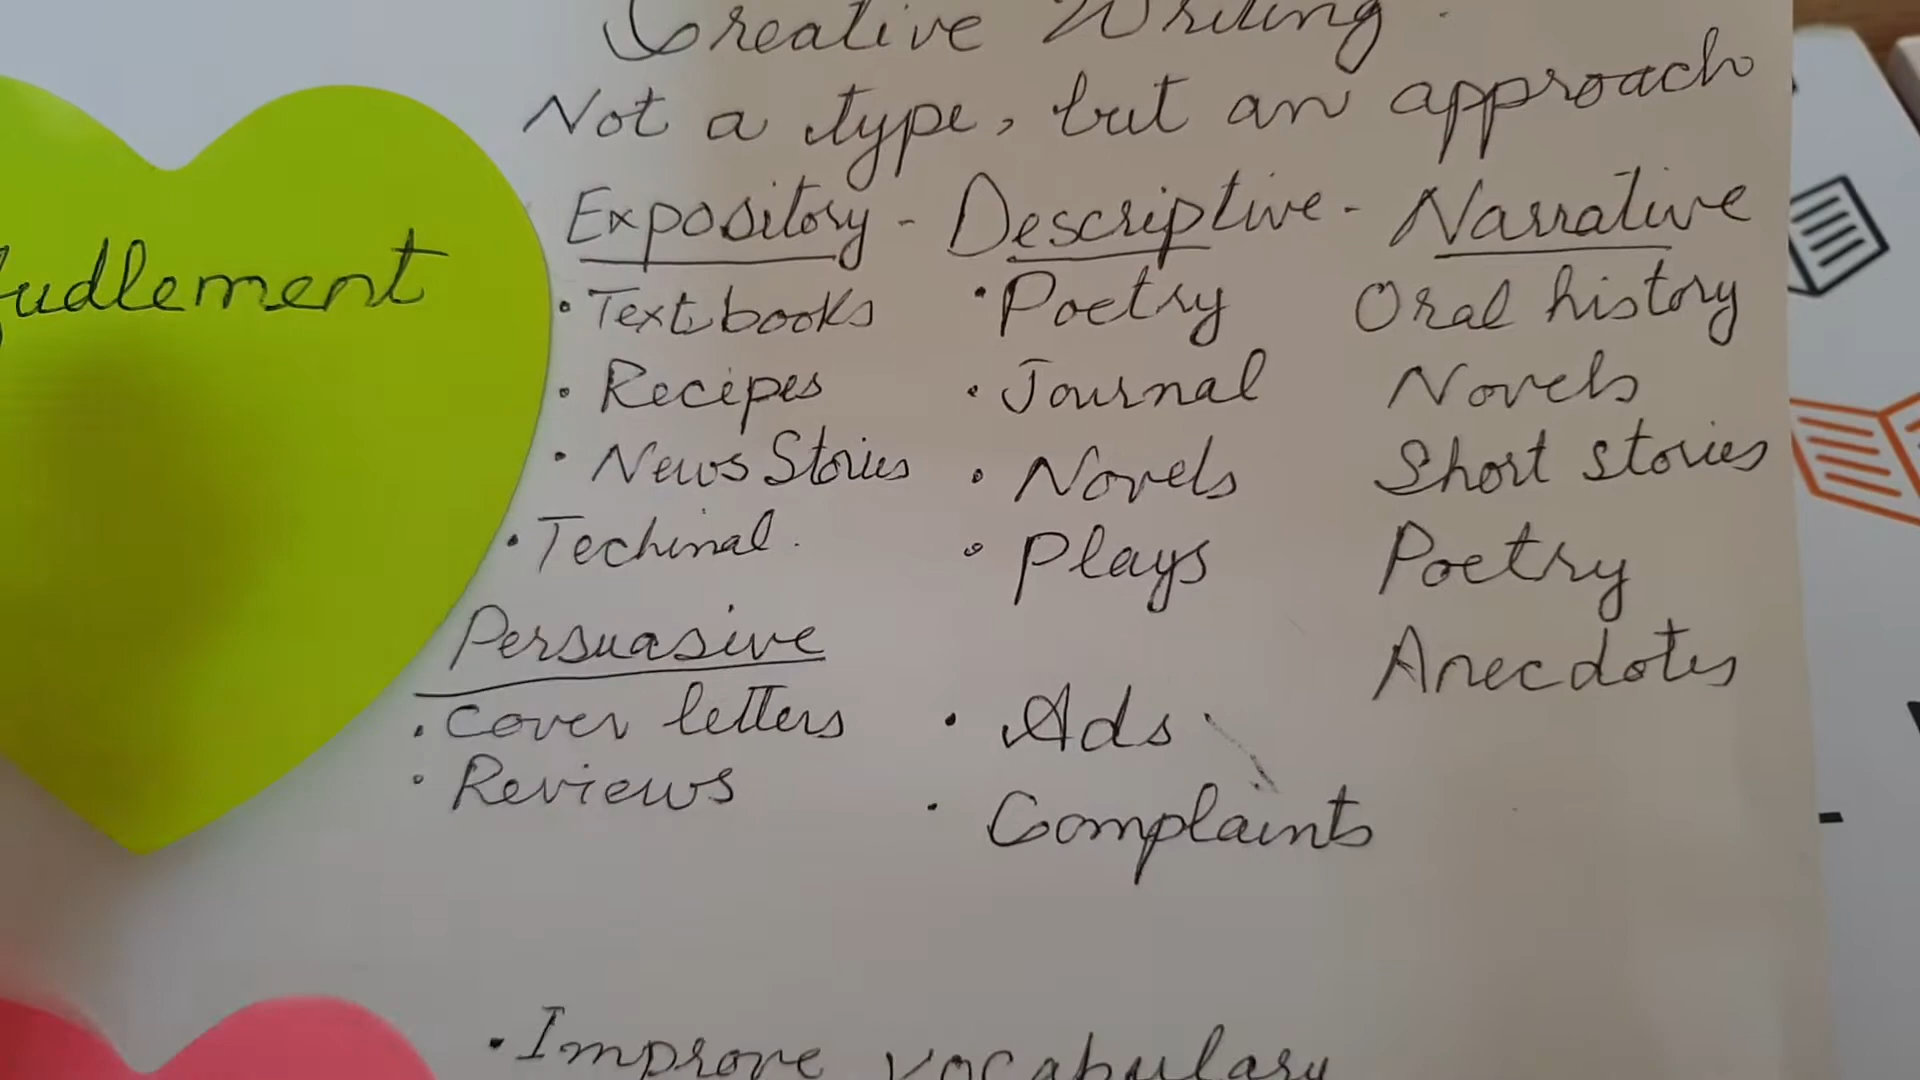 Creative Writing
Not a type, but an approach
Expository - Descriptive - Narrative
• Textbooks • Poetry Oral history
• Recipes • Journal Novels
• News Stories • Novels Short stories
• Techinal. • Plays Poetry
Anecdotes
Persuasive
• Cover letters • Ads
• Reviews • Complaints
• Improve vocabulary